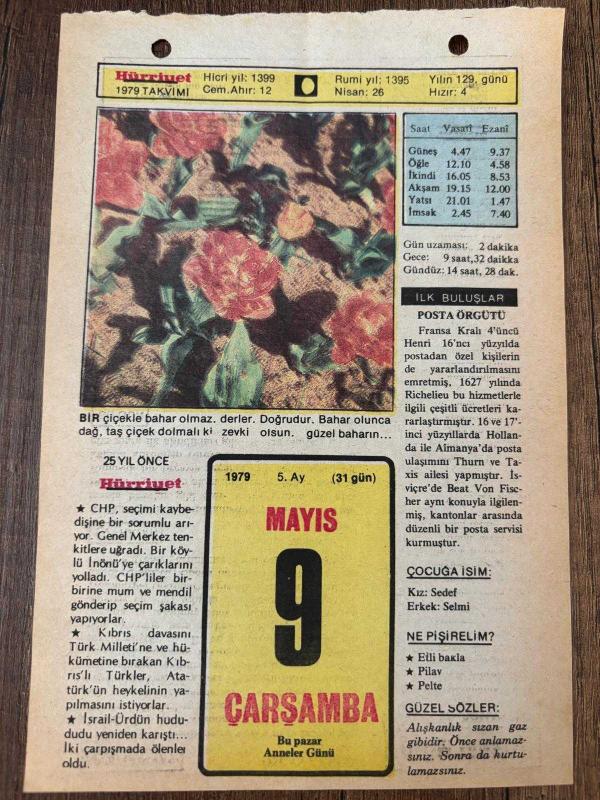 Hürriyet
1979 TAKVİMİ
Hicri yıl: 1399
Cem.Ahır: 12
Rumi yıl: 1395
Nisan: 26
Yılın 129. günü
Hızır: 4
Saat Vasatî Ezanî
Güneş 4.47 9.37
Öğle 12.10 4.58
İkindi 16.05 8.53
Akşam 19.15 12.00
Yatsı 21.01 1.47
İmsak 2.45 7.40
Gün uzaması: 2 dakika
Gece: 9 saat,32 daikka
Gündüz: 14 saat, 28 dak.
İLK BULUŞLAR
POSTA ÖRGÜTÜ
Fransa Kralı 4'üncü
Henri 16'ncı yüzyılda
postadan özel kişilerin
de yararlandırılmasını
emretmiş, 1627 yılında
Richelieu bu hizmetlerle
ilgili çeşitli ücretleri ka-
rarlaştırmıştır. 16 ve 17'-
inci yüzyıllarda Hollan-
da ile Almanya'da posta
ulaşımını Thurn ve Ta-
xis ailesi yapmıştır. İs-
viçre'de Beat Von Fisc-
her aynı konuyla ilgilen-
miş, kantonlar arasında
düzenli bir posta servisi
kurmuştur.
ÇOCUĞA İSİM:
Kız: Sedef
Erkek: Selmi
NE PİŞİRELİM?
★ Etli bakla
★ Pilav
★ Pelte
GÜZEL SÖZLER:
Alışkanlık sızan gaz
gibidir. Önce anlamaz-
sınız. Sonra da kurtu-
lamazsınız.
BİR çiçekle bahar olmaz. derler. Doğrudur. Bahar olunca
dağ, taş çiçek dolmalı ki zevki olsun. güzel baharın...
25 YIL ÖNCE
Hürriyet
★ CHP, seçimi kaybe-
dişine bir sorumlu arı-
yor. Genel Merkez ten-
kitlere uğradı. Bir köy-
lü İnönü'ye çarıklarını
yolladı. CHP'liler bir-
birine mum ve mendil
gönderip seçim şakası
yapıyorlar.
★ Kıbrıs davasını
Türk Milleti'ne ve hü-
kümetine bırakan Kıb-
rıs'lı Türkler, Ata-
türk'ün heykelinin ya-
pılmasını istiyorlar.
★ İsrail-Ürdün hudu-
dudu yeniden karıştı...
İki çarpışmada ölenler
oldu.
1979 5. Ay (31 gün)
MAYIS
9
ÇARŞAMBA
Bu pazar
Anneler Günü